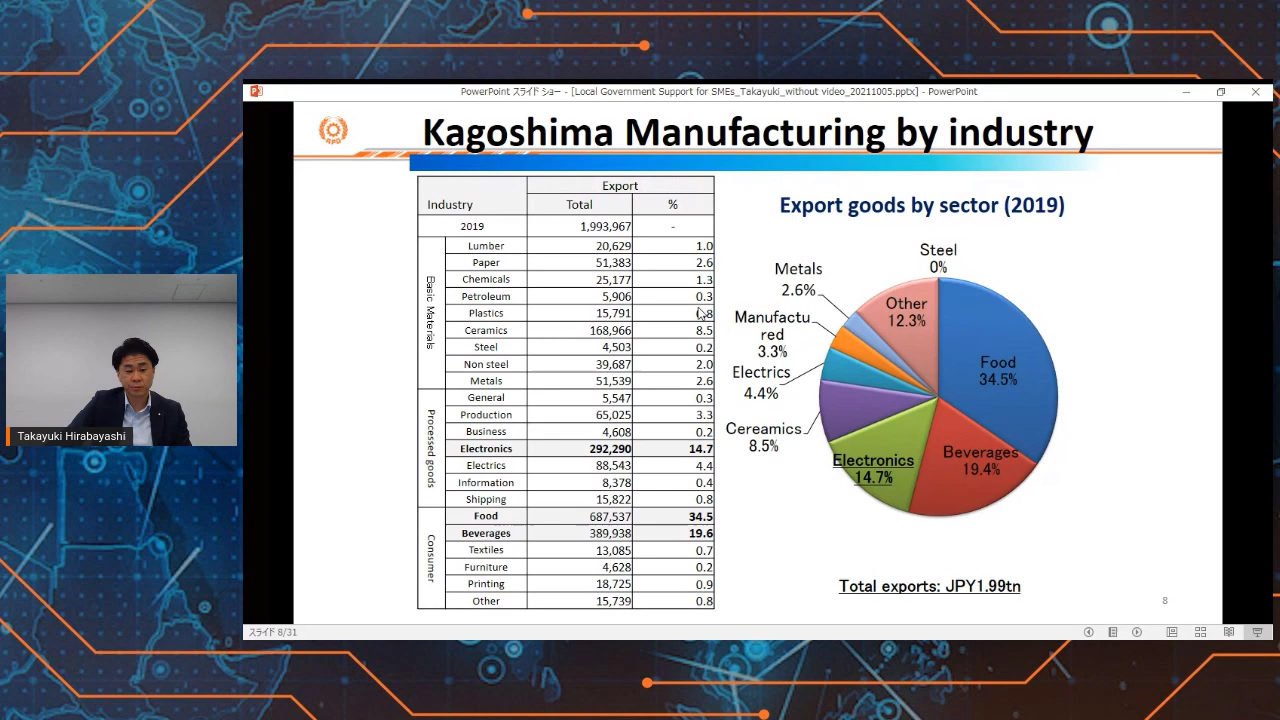 PowerPoint スライド ショー - [Local Government Support for SMEs_Takayuki_without video_20211005.pptx] - PowerPoint
APO
Kagoshima Manufacturing by industry
Industry
Export
Total %
2019 1,993,967 -
Basic Materials
Lumber 20,629 1.0
Paper 51,383 2.6
Chemicals 25,177 1.3
Petroleum 5,906 0.3
Plastics 15,791
Ceramics 168,966 8.5
Steel 4,503 0.2
Non steel 39,687 2.0
Metals 51,539 2.6
Processed goods
General 5,547 0.3
Production 65,025 3.3
Business 4,608 0.2
Electronics 292,290 14.7
Electrics 88,543 4.4
Information 8,378 0.4
Shipping 15,822 0.8
Consumer
Food 687,537 34.5
Beverages 389,938 19.6
Textiles 13,085 0.7
Furniture 4,628 0.2
Printing 18,725 0.9
Other 15,739 0.8
Export goods by sector (2019)
Steel
0%
Metals
2.6%
Other
12.3%
Manufactu
red
3.3%
Food
34.5%
Electrics
4.4%
Cereamics
8.5%
Beverages
19.4%
Electronics
14.7%
Total exports: JPY1.99tn
8
スライド 8/31
Takayuki Hirabayashi